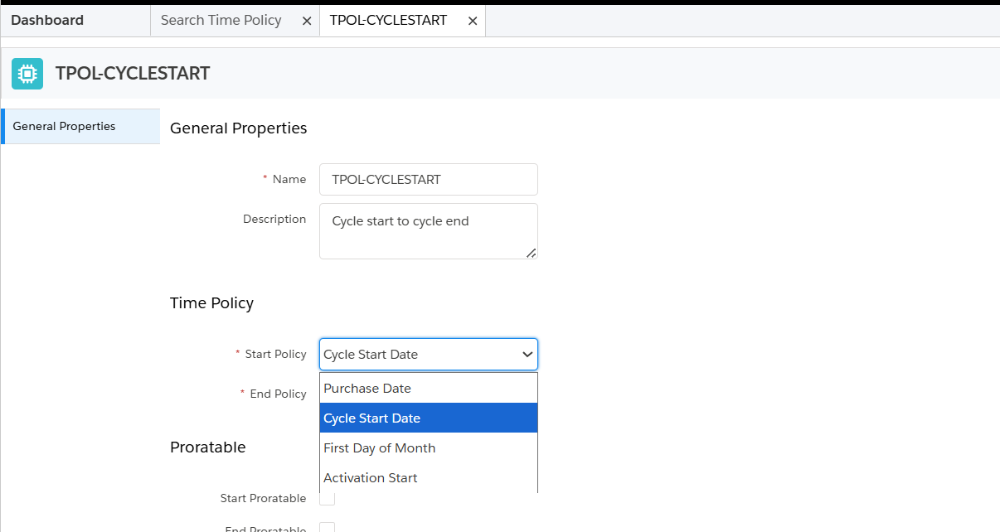 Dashboard Search Time Policy TPOL-CYCLESTART
TPOL-CYCLESTART
General Properties
General Properties
* Name TPOL-CYCLESTART
Description Cycle start to cycle end
Time Policy
* Start Policy Cycle Start Date
Purchase Date
* End Policy
Cycle Start Date
First Day of Month
Proratable
Activation Start
Start Proratable
End Proratable